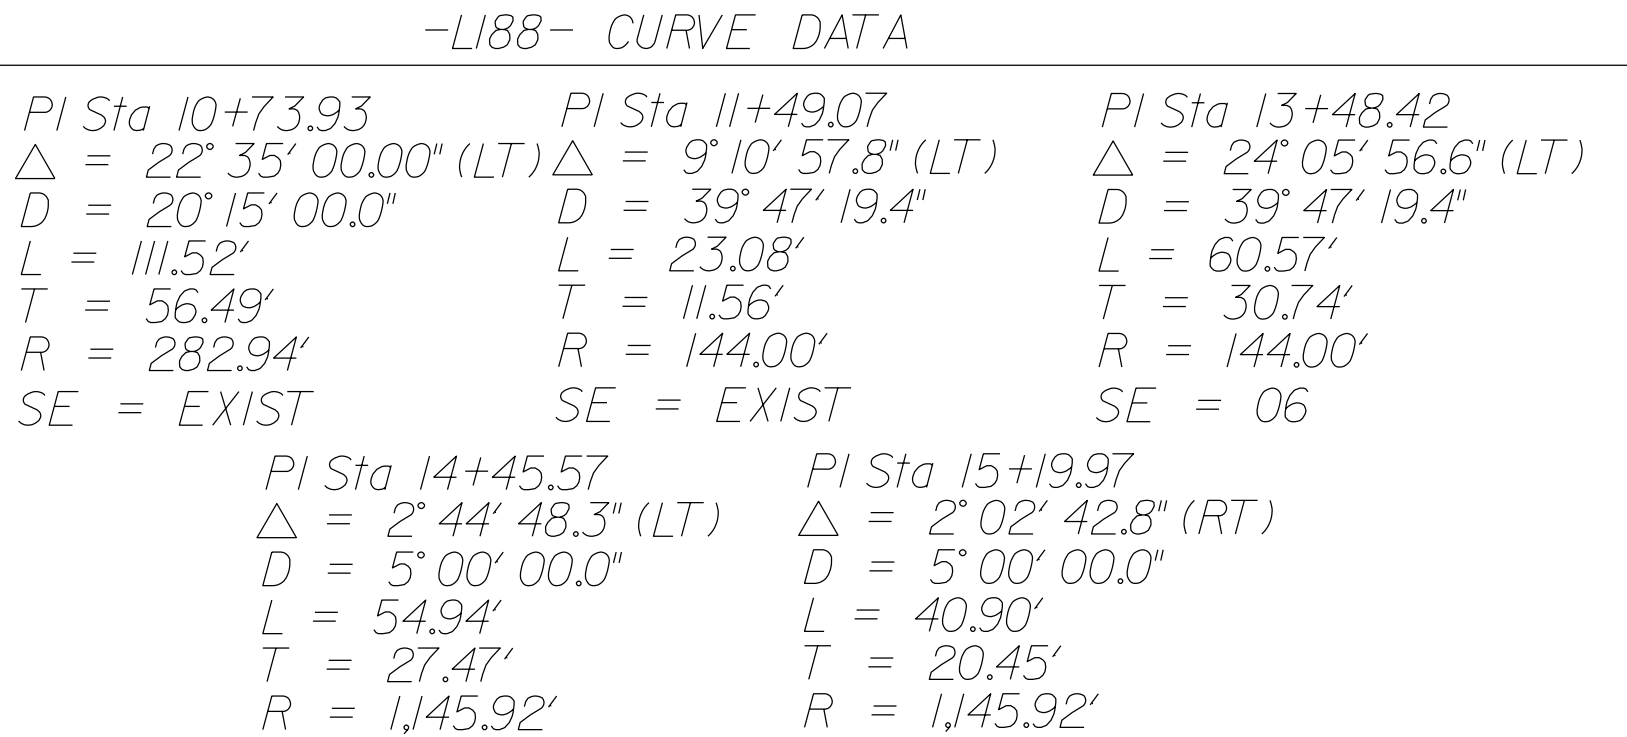 -L188- CURVE DATA
PI Sta 10+73.93
△ = 22° 35' 00.00" (LT)
D = 20° 15' 00.0"
L = 111.52'
T = 56.49'
R = 282.94'
SE = EXIST
PI Sta 11+49.07
△ = 9° 10' 57.8" (LT)
D = 39° 47' 19.4"
L = 23.08'
T = 11.56'
R = 144.00'
SE = EXIST
PI Sta 13+48.42
△ = 24° 05' 56.6" (LT)
D = 39° 47' 19.4"
L = 60.57'
T = 30.74'
R = 144.00'
SE = 06
PI Sta 14+45.57
△ = 2° 44' 48.3" (LT)
D = 5° 00' 00.0"
L = 54.94'
T = 27.47'
R = 1,145.92'
PI Sta 15+19.97
△ = 2° 02' 42.8" (RT)
D = 5° 00' 00.0"
L = 40.90'
T = 20.45'
R = 1,145.92'